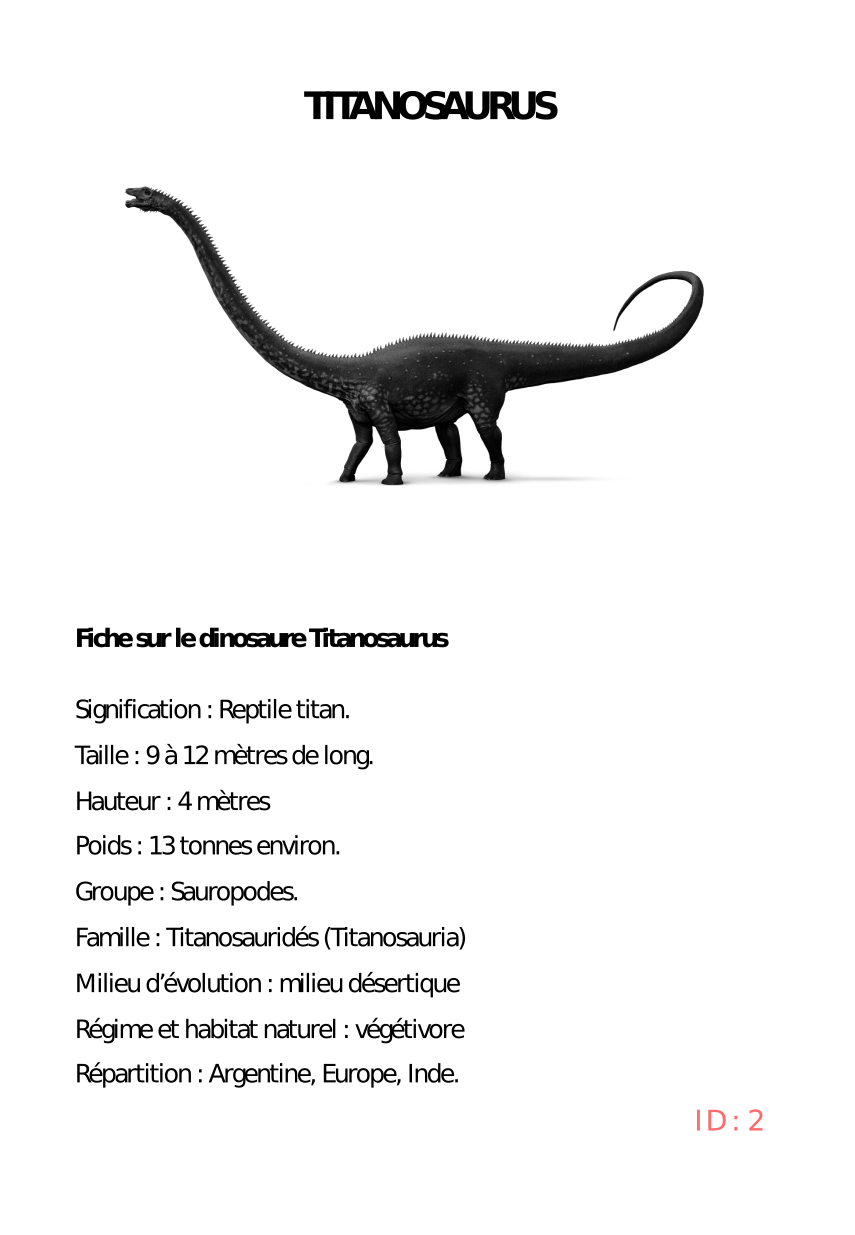 TITANOSAURUS
Fiche sur le dinosaure Titanosaurus
Signification : Reptile titan.
Taille : 9 à 12 mètres de long.
Hauteur : 4 mètres
Poids : 13 tonnes environ.
Groupe : Sauropodes.
Famille : Titanosauridés (Titanosauria)
Milieu d’évolution : milieu désertique
Régime et habitat naturel : végétivore
Répartition : Argentine, Europe, Inde.
ID : 2